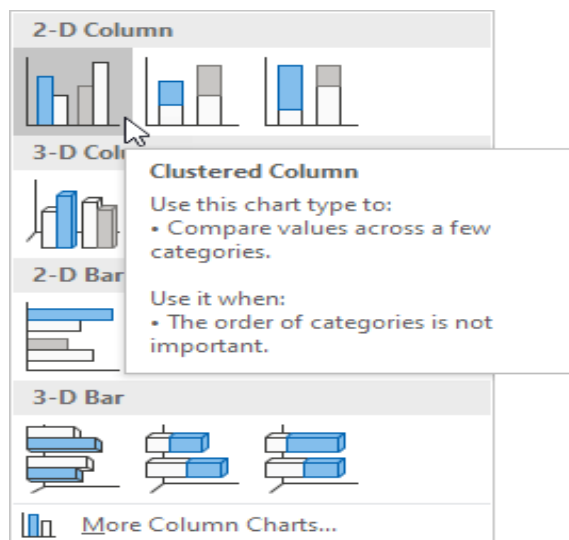 2-D Column
3-D Colu
Clustered Column
Use this chart type to:
• Compare values across a few
categories.
Use it when:
• The order of categories is not
important.
2-D Bar
3-D Bar
More Column Charts...